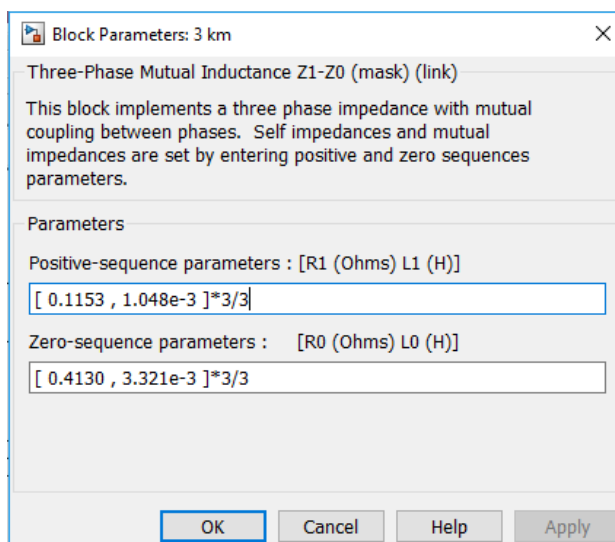 Block Parameters: 3 km
Three-Phase Mutual Inductance Z1-Z0 (mask) (link)
This block implements a three phase impedance with mutual
coupling between phases.  Self impedances and mutual
impedances are set by entering positive and zero sequences
parameters.
Parameters
Positive-sequence parameters : [R1 (Ohms) L1 (H)]
[ 0.1153 , 1.048e-3 ]*3/3
Zero-sequence parameters :      [R0 (Ohms) L0 (H)]
[ 0.4130 , 3.321e-3 ]*3/3
OK Cancel Help Apply